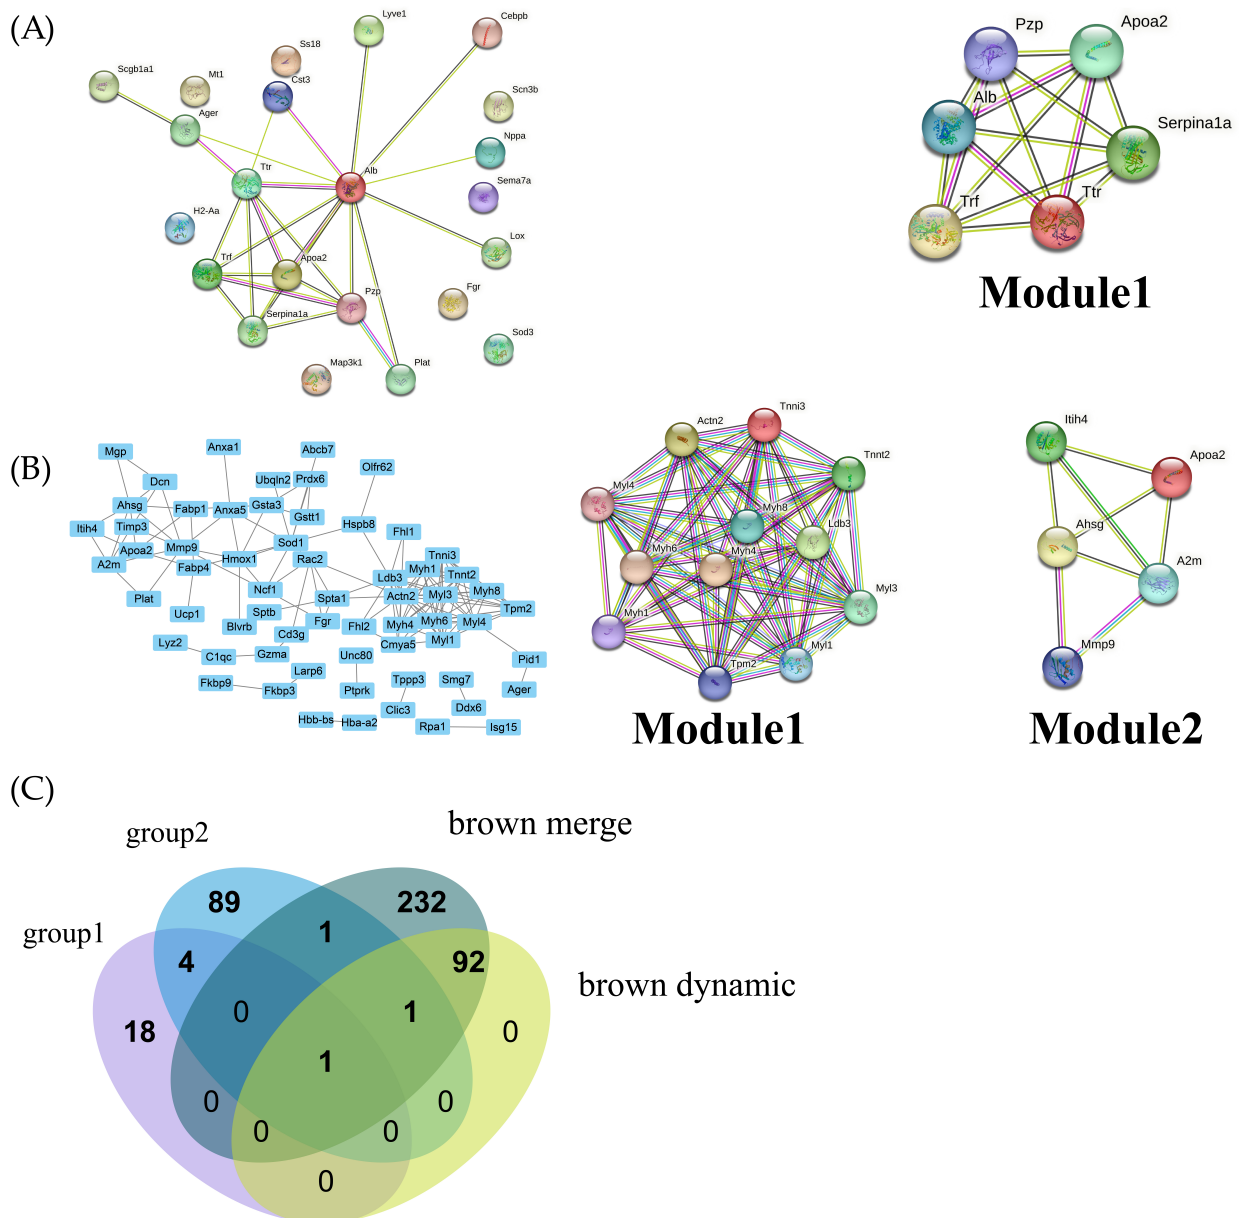 (A)
Lyve1
Cebpb
Ss18
Scgb1a1
Mt1
Cst3
Scn3b
Ager
Nppa
Ttr
Alb
Sema7a
H2-Aa
Lox
Trf
Apoa2
Fgr
Pzp
Serpina1a
Sod3
Map3k1
Plat
Pzp
Apoa2
Alb
Serpina1a
Trf
Ttr
Module1
(B)
Mgp
Anxa1
Abcb7
Olfr62
Dcn
Ubqln2
Prdx6
Ahsg
Fabp1
Anxa5
Gsta3
Gstt1
Itih4
Timp3
Hspb8
Fhl1
A2m
Apoa2
Mmp9
Sod1
Tnni3
Fabp4
Hmox1
Rac2
Myh1
Tnnt2
Ldb3
Plat
Ucp1
Ncf1
Spta1
Actn2
Myl3
Myh8
Tpm2
Blvrb
Sptb
Fgr
Fhl2
Myh4
Myh6
Myl4
Lyz2
C1qc
Gzma
Cd3g
Unc80
Cmya5
Myl1
Pid1
Fkbp9
Fkbp3
Larp6
Ptprk
Tppp3
Smg7
Ager
Clic3
Ddx6
Hbb-bs
Hba-a2
Rpa1
Isg15
Actn2
Tnni3
Tnnt2
Myl4
Myh8
Ldb3
Myh6
Myh4
Myl3
Myh1
Myl1
Tpm2
Module1
Itih4
Apoa2
Ahsg
A2m
Mmp9
Module2
(C)
group2
brown merge
group1
brown dynamic
89
1
232
4
92
0
1
18
0
1
0
0
0
0
0